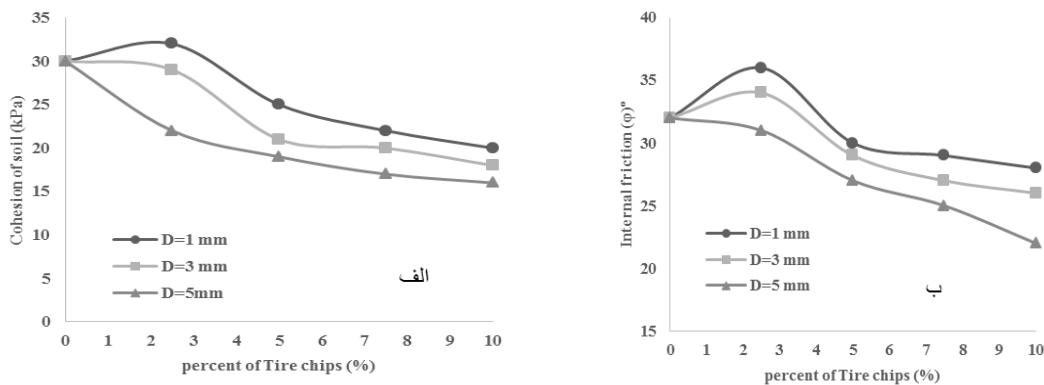 Cohesion of soil (kPa)
35
30
25
20
15
10
5
0
D=1 mm
D=3 mm
D=5mm
الف
0 1 2 3 4 5 6 7 8 9 10
percent of Tire chips (%)
Internal friction (φ)º
40
35
30
25
20
15
D=1 mm
D=3 mm
D=5 mm
ب
0 1 2 3 4 5 6 7 8 9 10
percent of Tire chips (%)